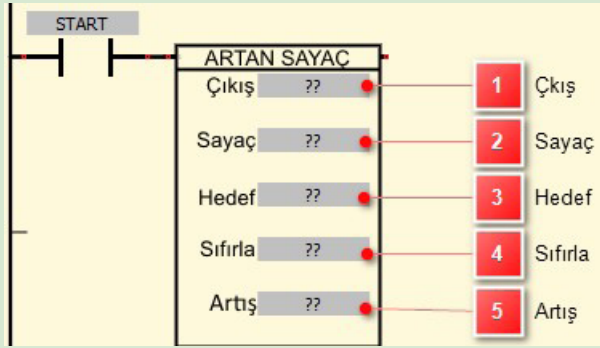 START
ARTAN SAYAÇ
Çıkış ?? 1 Çkış
Sayaç ?? 2 Sayaç
Hedef ?? 3 Hedef
Sıfırla ?? 4 Sıfırla
Artış ?? 5 Artış